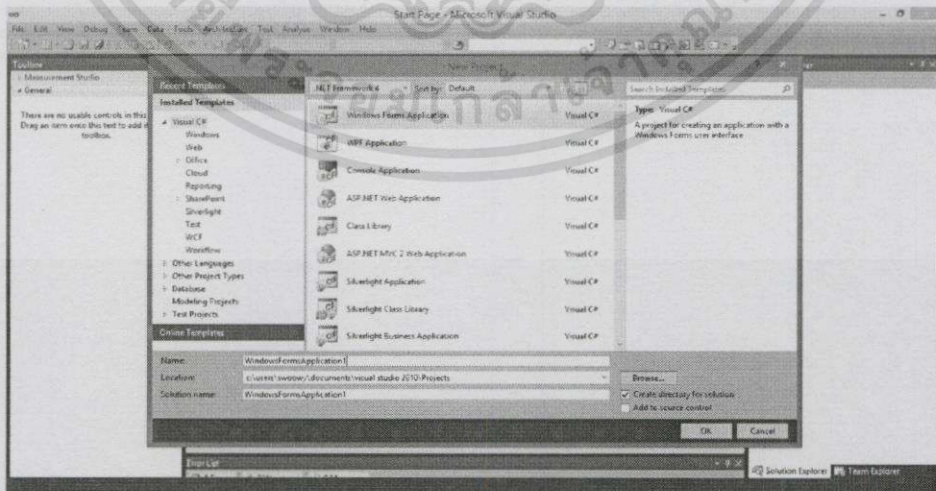 Start Page - Microsoft Visual Studio
File Edit View Debug Team Data Tools Architecture Test Analyze Window Help
Toolbox
Measurement Studio
General
There are no usable controls in this
Drag an item onto this text to add it
toolbox.
New Project
Recent Templates
Installed Templates
Visual C#
Windows
Web
Office
Cloud
Reporting
SharePoint
Silverlight
Test
WCF
Workflow
Other Languages
Other Project Types
Database
Modeling Projects
Test Projects
Online Templates
.NET Framework 4 Sort by: Default
Windows Forms Application Visual C#
WPF Application Visual C#
Console Application Visual C#
ASP.NET Web Application Visual C#
Class Library Visual C#
ASP.NET MVC 2 Web Application Visual C#
Silverlight Application Visual C#
Silverlight Class Library Visual C#
Silverlight Business Application Visual C#
Search Installed Templates
Type: Visual C#
A project for creating an application with a
Windows Forms user interface
Name: WindowsFormsApplication1
Location: \documents\visual studio 2010\Projects
Browse...
Solution name: WindowsFormsApplication1
Create directory for solution
Add to source control
OK Cancel
Error List
Solution Explorer Team Explorer